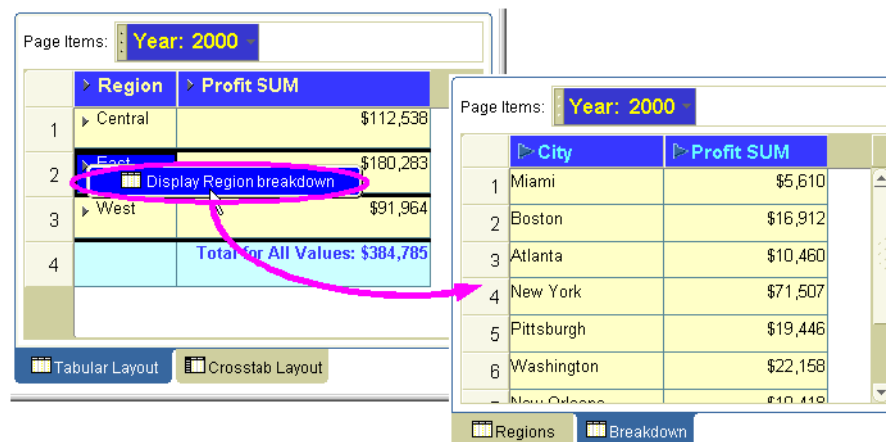 Page Items: Year: 2000
Region Profit SUM
1 Central $112,538
2 East $180,283
Display Region breakdown
3 West $91,964
4 Total for All Values: $384,785
Tabular Layout Crosstab Layout
Page Items: Year: 2000
City Profit SUM
1 Miami $5,610
2 Boston $16,912
3 Atlanta $10,460
4 New York $71,507
5 Pittsburgh $19,446
6 Washington $22,158
New Orleans
Regions Breakdown